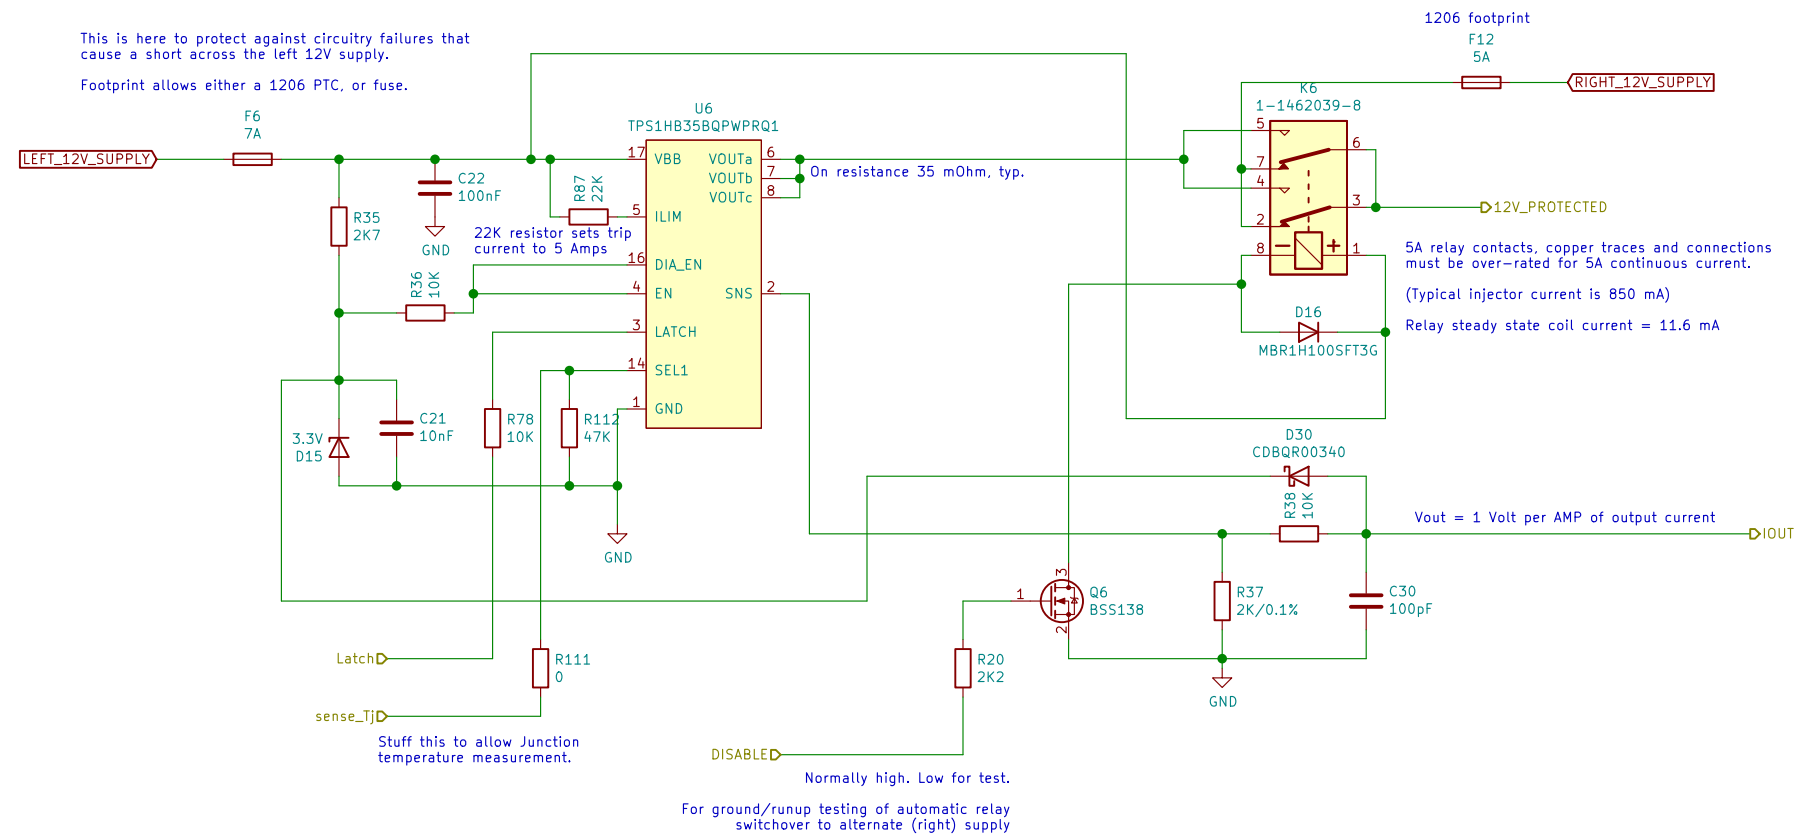 1206 footprint
This is here to protect against circuitry failures that
cause a short across the left 12V supply.
Footprint allows either a 1206 PTC, or fuse.
F12
5A
RIGHT_12V_SUPPLY
K6
1-1462039-8
F6
7A
LEFT_12V_SUPPLY
U6
TPS1HB35BQPWPRQ1
17 VBB
VOUTa 6
VOUTb 7
VOUTc 8
5 ILIM
16 DIA_EN
4 EN
SNS 2
3 LATCH
14 SEL1
1 GND
On resistance 35 mOhm, typ.
C22
100nF
GND
R87
22K
22K resistor sets trip
current to 5 Amps
R35
2K7
R36
10K
5
7
4
2
8
6
3
1
12V_PROTECTED
5A relay contacts, copper traces and connections
must be over-rated for 5A continuous current.
(Typical injector current is 850 mA)
Relay steady state coil current = 11.6 mA
D16
MBR1H100SFT3G
3.3V
D15
C21
10nF
R78
10K
R112
47K
GND
D30
CDBQR00340
R38
10K
Vout = 1 Volt per AMP of output current
IOUT
3
1
2
Q6
BSS138
R37
2K/0.1%
C30
100pF
GND
Latch
R111
0
R20
2K2
sense_Tj
Stuff this to allow Junction
temperature measurement.
DISABLE
Normally high. Low for test.
For ground/runup testing of automatic relay
switchover to alternate (right) supply